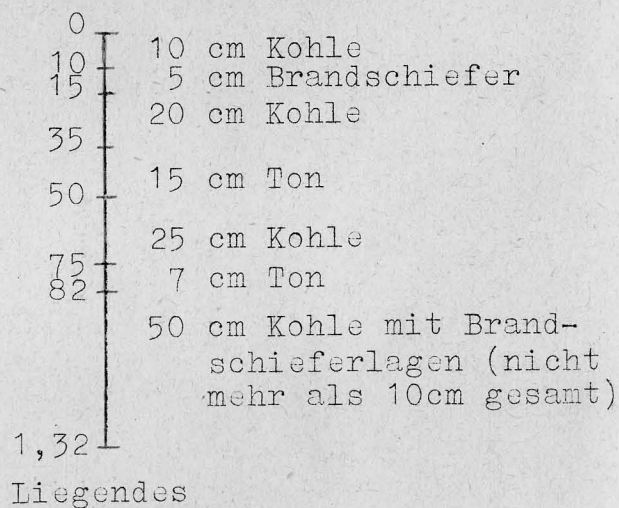 0
10 cm Kohle
10
5 cm Brandschiefer
15
20 cm Kohle
35
15 cm Ton
50
25 cm Kohle
75
7 cm Ton
82
50 cm Kohle mit Brand-
schieferlagen (nicht
mehr als 10cm gesamt)
1,32
Liegendes